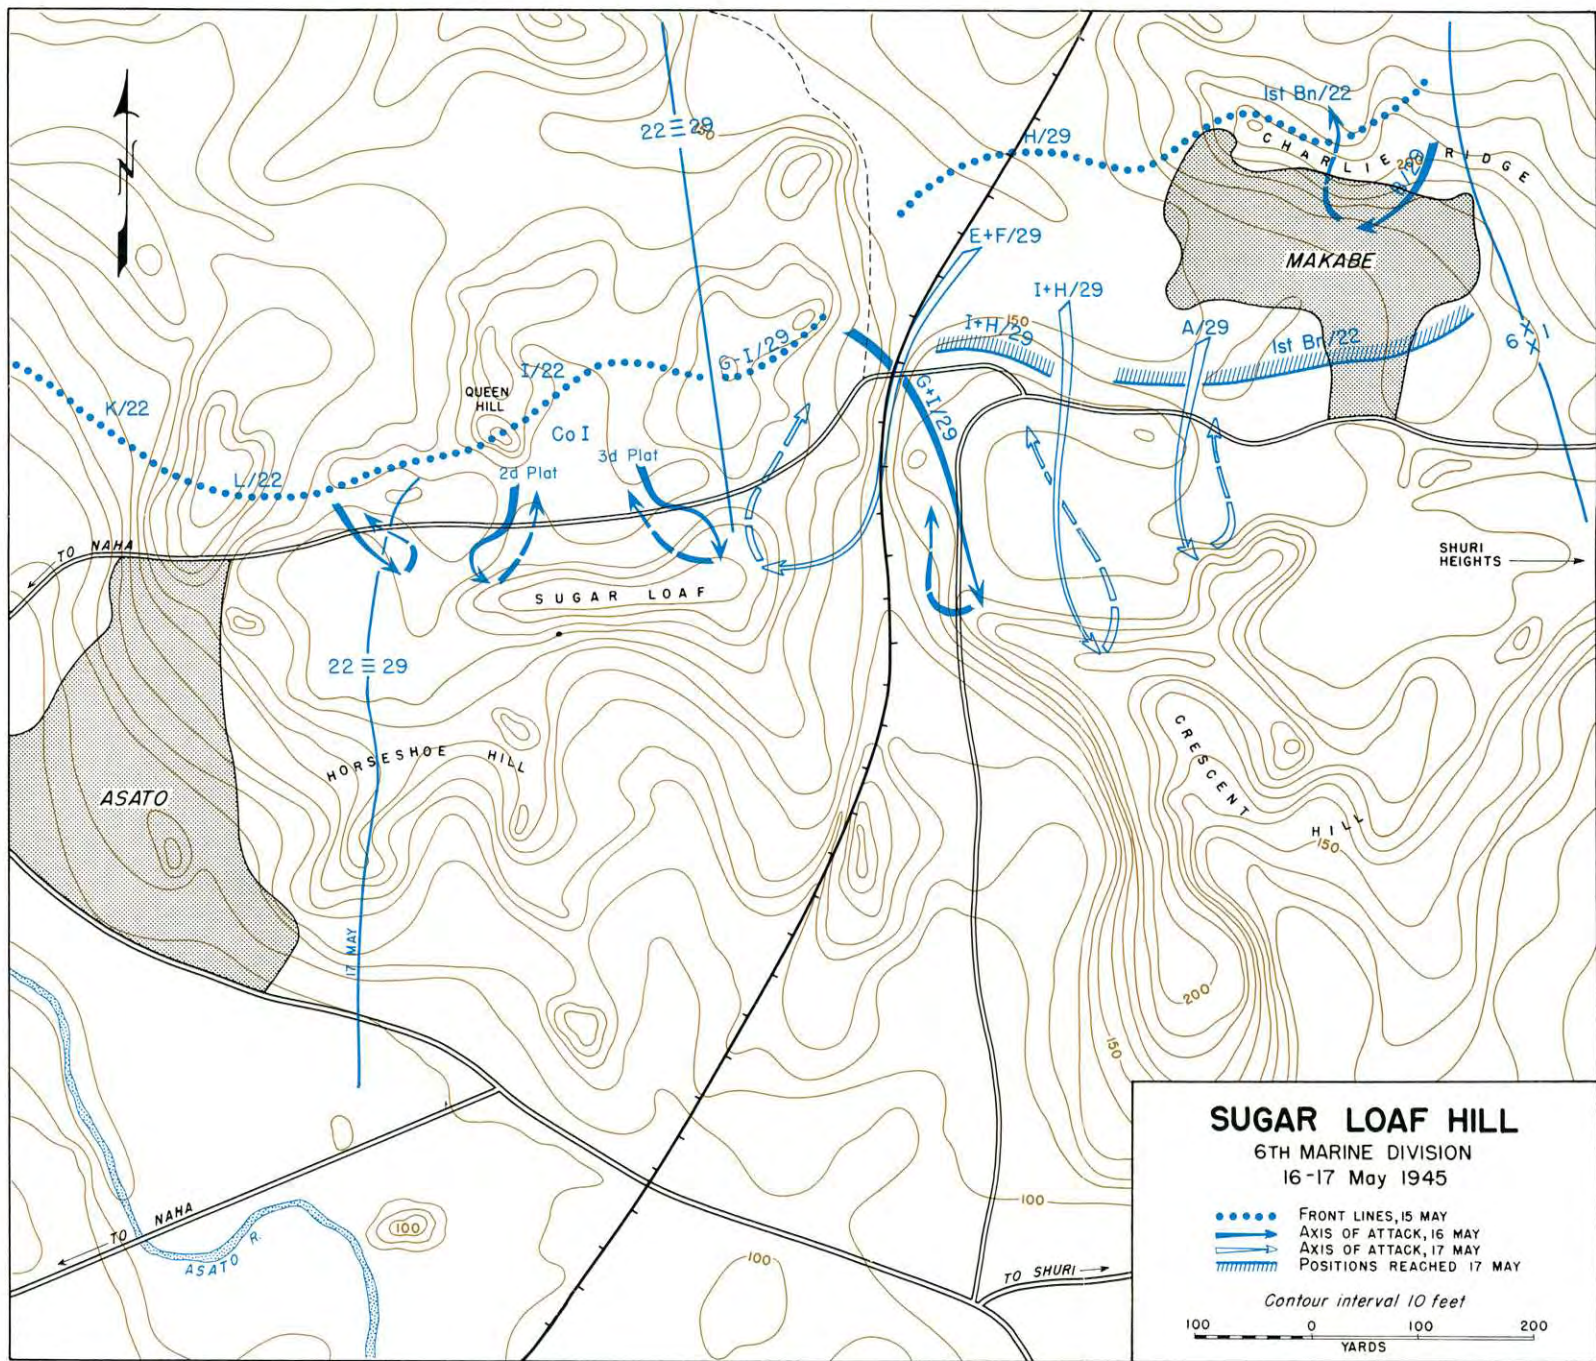 N
22 29
150
H/29
1st Bn/22
CHARLIE RIDGE
200
B/29
E+F/29
MAKABE
I+H/29
150
I+H/29
A/29
1st Bn/22
6 XX 1
G-I/29
I/22
QUEEN
HILL
K/22
G+I/29
Co I
3d Plat
2d Plat
L/22
TO NAHA
SHURI
HEIGHTS
SUGAR LOAF
22 29
HORSESHOE HILL
CRESCENT HILL
ASATO
150
17 MAY
200
150
TO NAHA
ASATO R.
100
100
100
TO SHURI
SUGAR LOAF HILL
6TH MARINE DIVISION
16-17 May 1945
FRONT LINES, 15 MAY
AXIS OF ATTACK, 16 MAY
AXIS OF ATTACK, 17 MAY
POSITIONS REACHED 17 MAY
Contour interval 10 feet
100 0 100 200
YARDS